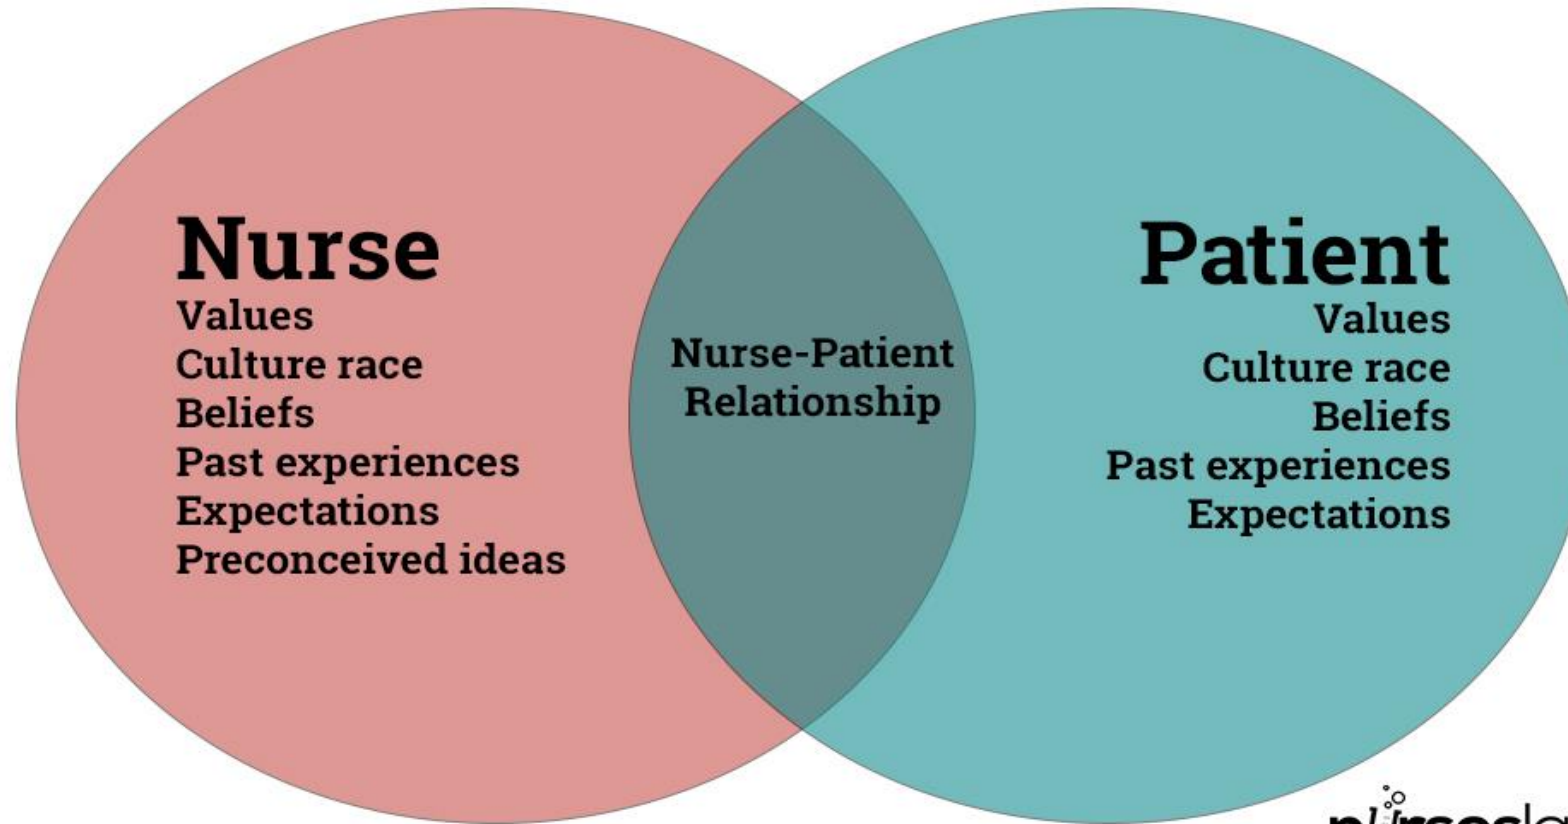 Nurse
Values
Culture race
Beliefs
Past experiences
Expectations
Preconceived ideas
Nurse-Patient
Relationship
Patient
Values
Culture race
Beliefs
Past experiences
Expectations